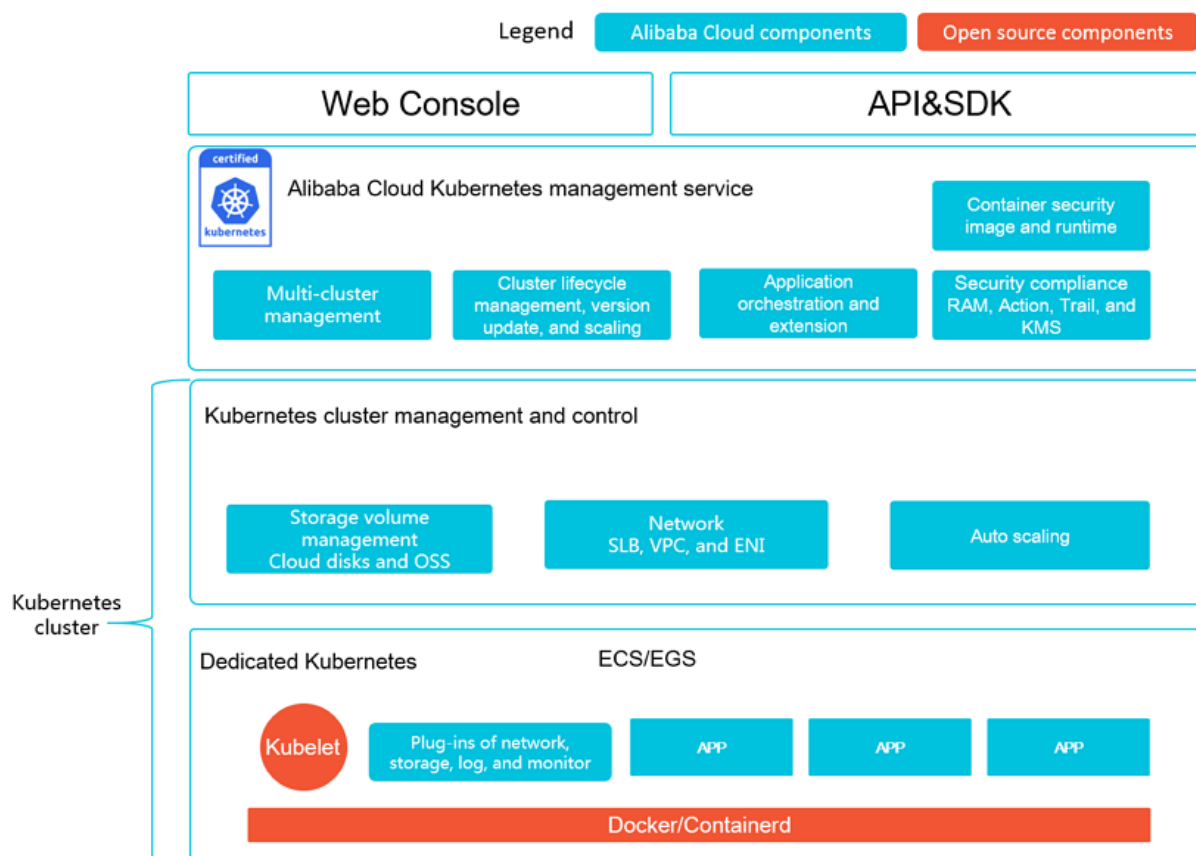 Legend
Alibaba Cloud components
Open source components
Web Console
API&SDK
certified
kubernetes
Alibaba Cloud Kubernetes management service
Container security
image and runtime
Multi-cluster
management
Cluster lifecycle
management, version
update, and scaling
Application
orchestration and
extension
Security compliance
RAM, Action, Trail, and
KMS
Kubernetes cluster management and control
Storage volume
management
Cloud disks and OSS
Network
SLB, VPC, and ENI
Auto scaling
Kubernetes
cluster
Dedicated Kubernetes
ECS/EGS
Kubelet
Plug-ins of network,
storage, log, and monitor
APP
APP
APP
Docker/Containerd